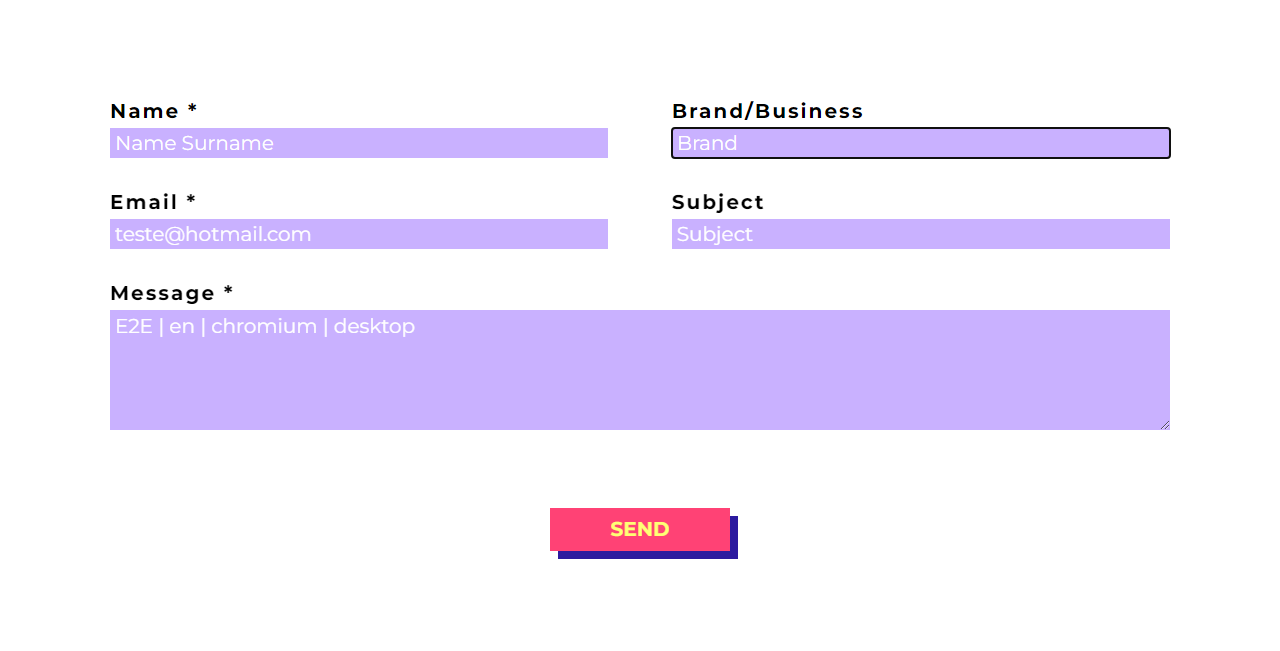 Name *
Brand/Business
Name Surname
Brand
Email *
Subject
teste@hotmail.com
Subject
Message *
E2E | en | chromium | desktop
SEND